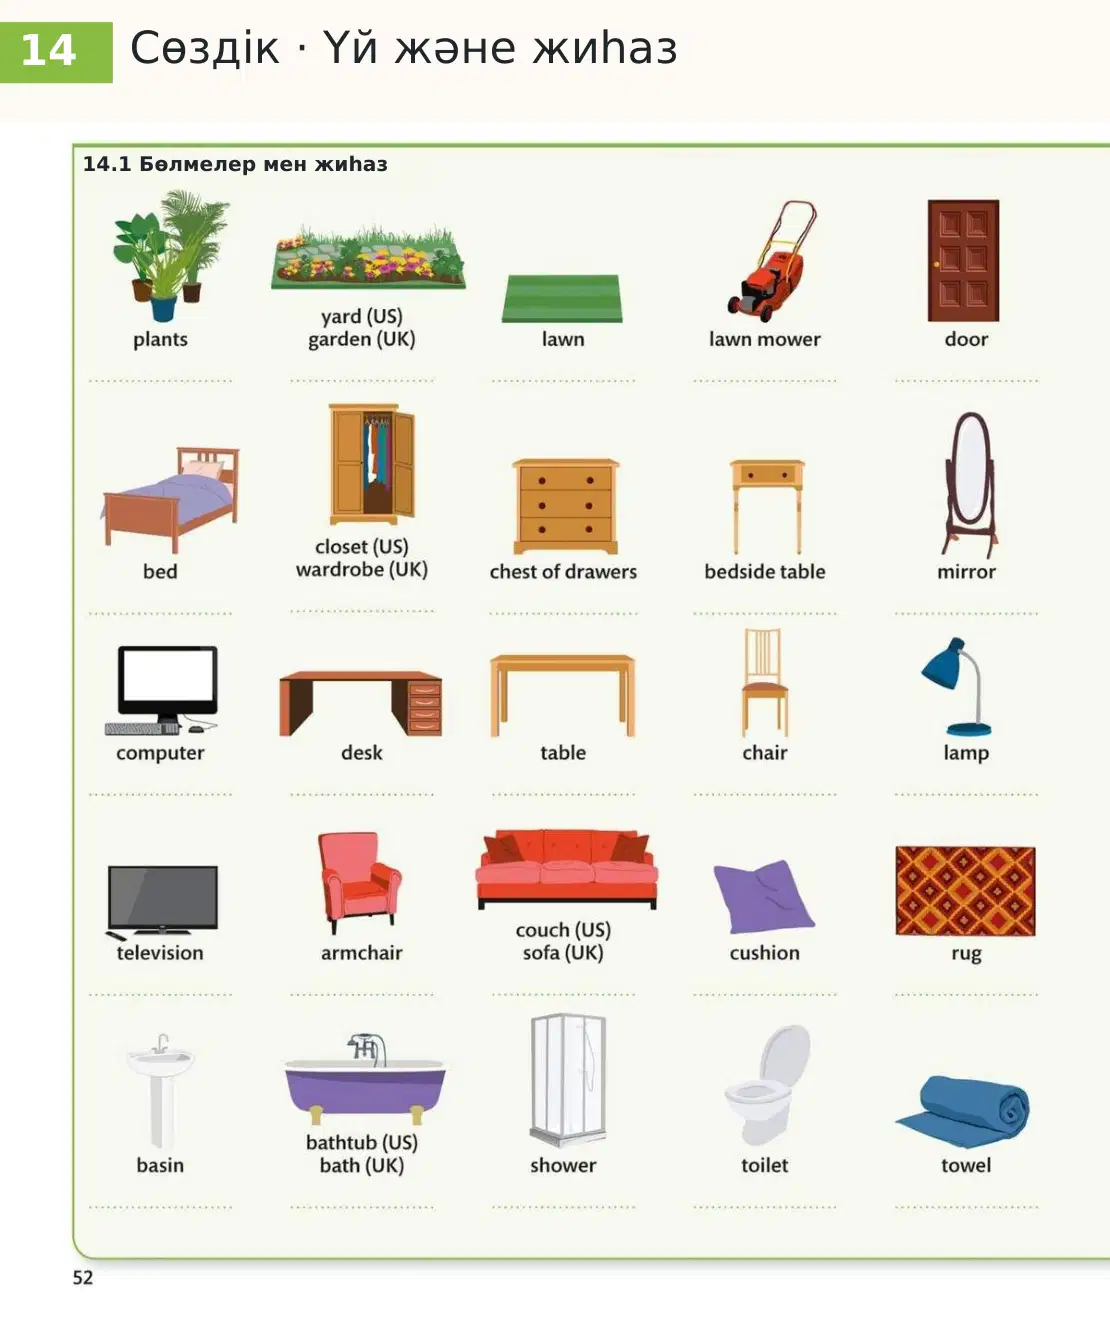 14 Сөздік · Үй және жиһаз
14.1 Бөлмелер мен жиһаз
plants
yard (US)
garden (UK)
lawn
lawn mower
door
bed
closet (US)
wardrobe (UK)
chest of drawers
bedside table
mirror
computer
desk
table
chair
lamp
television
armchair
couch (US)
sofa (UK)
cushion
rug
basin
bathtub (US)
bath (UK)
shower
toilet
towel
52